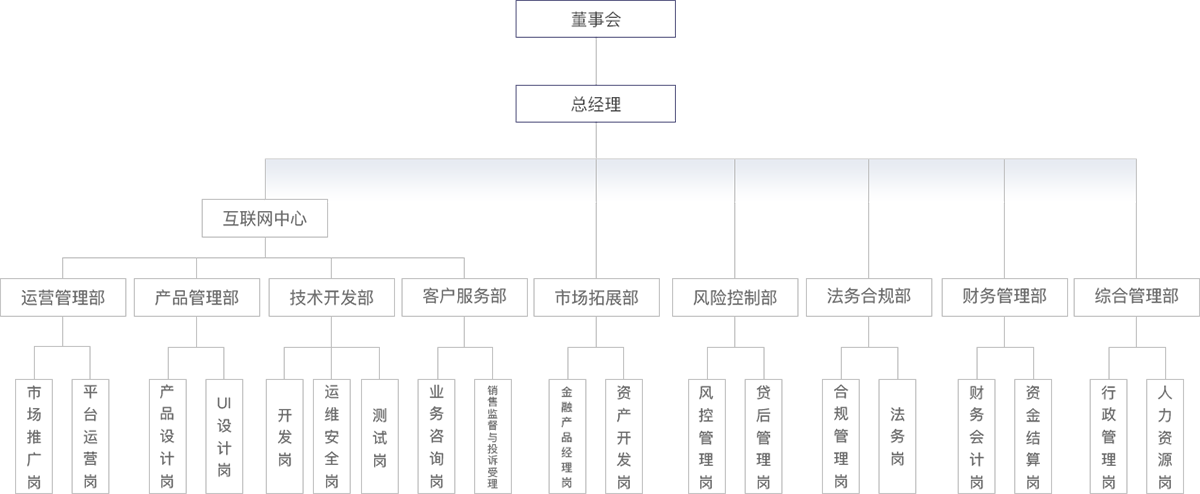 董事会
总经理
互联网中心
运营管理部
产品管理部
技术开发部
客户服务部
市场拓展部
风险控制部
法务合规部
财务管理部
综合管理部
市场推广岗
平台运营岗
产品设计岗
UI设计岗
开发岗
运维安全岗
测试岗
业务咨询岗
销售监督与投诉受理
金融产品经理岗
资产开发岗
风控管理岗
贷后管理岗
合规管理岗
法务岗
财务会计岗
资金结算岗
行政管理岗
人力资源岗